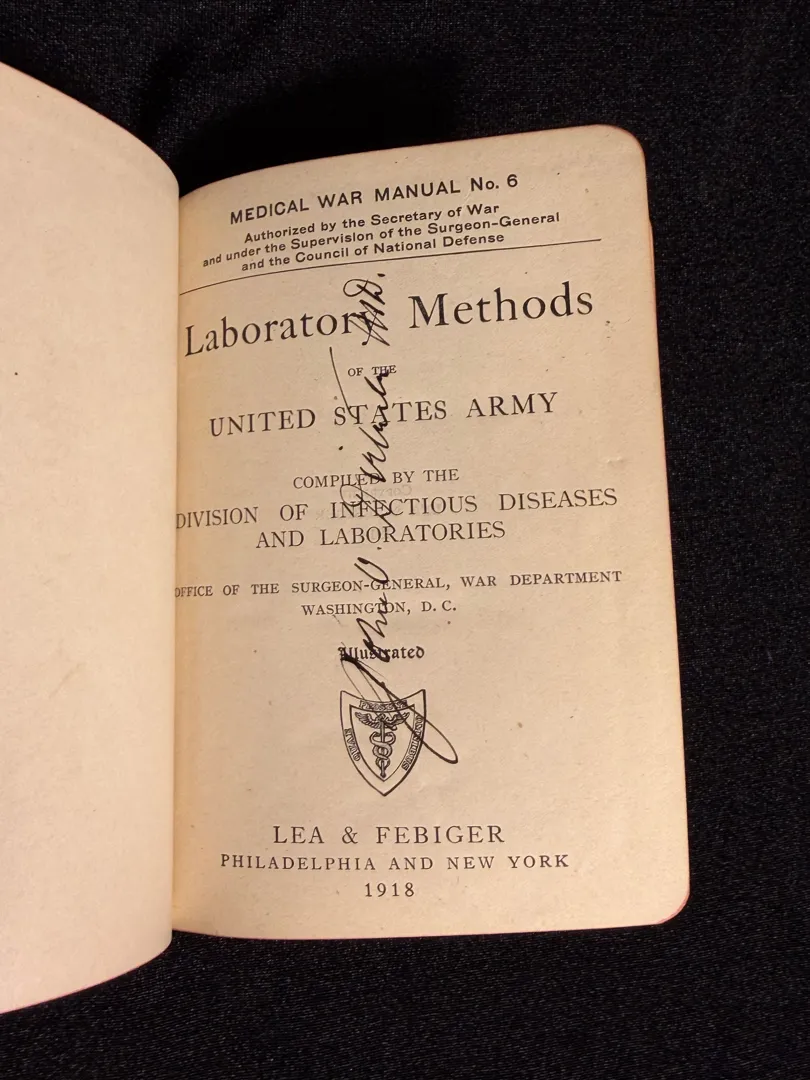 MEDICAL WAR MANUAL No. 6
Authorized by the Secretary of War
and under the Supervision of the Surgeon-General
and the Council of National Defense
Laboratory Methods
OF THE
UNITED STATES ARMY
COMPILED BY THE
DIVISION OF INFECTIOUS DISEASES
AND LABORATORIES
OFFICE OF THE SURGEON-GENERAL, WAR DEPARTMENT
WASHINGTON, D. C.
Illustrated
LEA & FEBIGER
PHILADELPHIA AND NEW YORK
1918
John O. M.D.